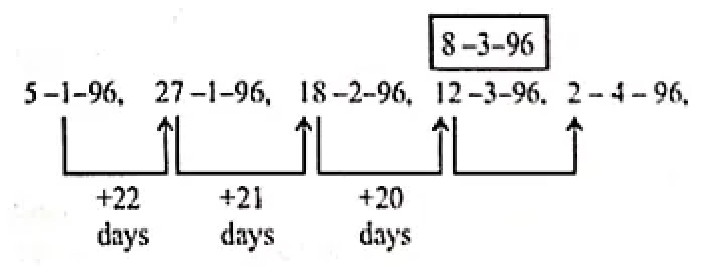 8-3-96
5-1-96, 27-1-96, 18-2-96, 12-3-96, 2-4-96,
+22 +21 +20
days days days